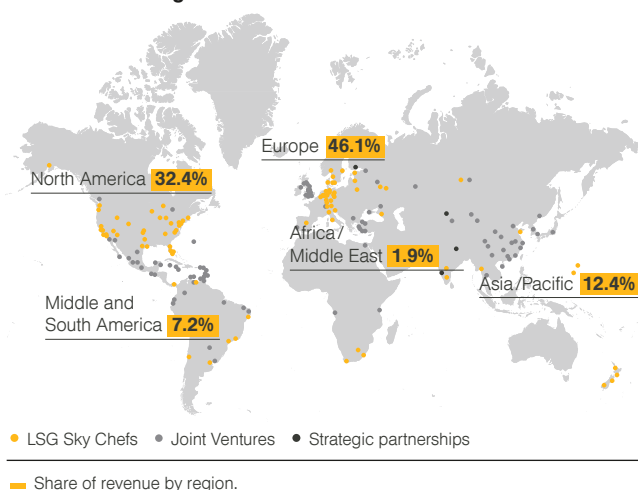 Europe 46.1%
North America 32.4%
Africa/
Middle East 1.9%
Asia/Pacific 12.4%
Middle and
South America 7.2%
LSG Sky Chefs
Joint Ventures
Strategic partnerships
Share of revenue by region.